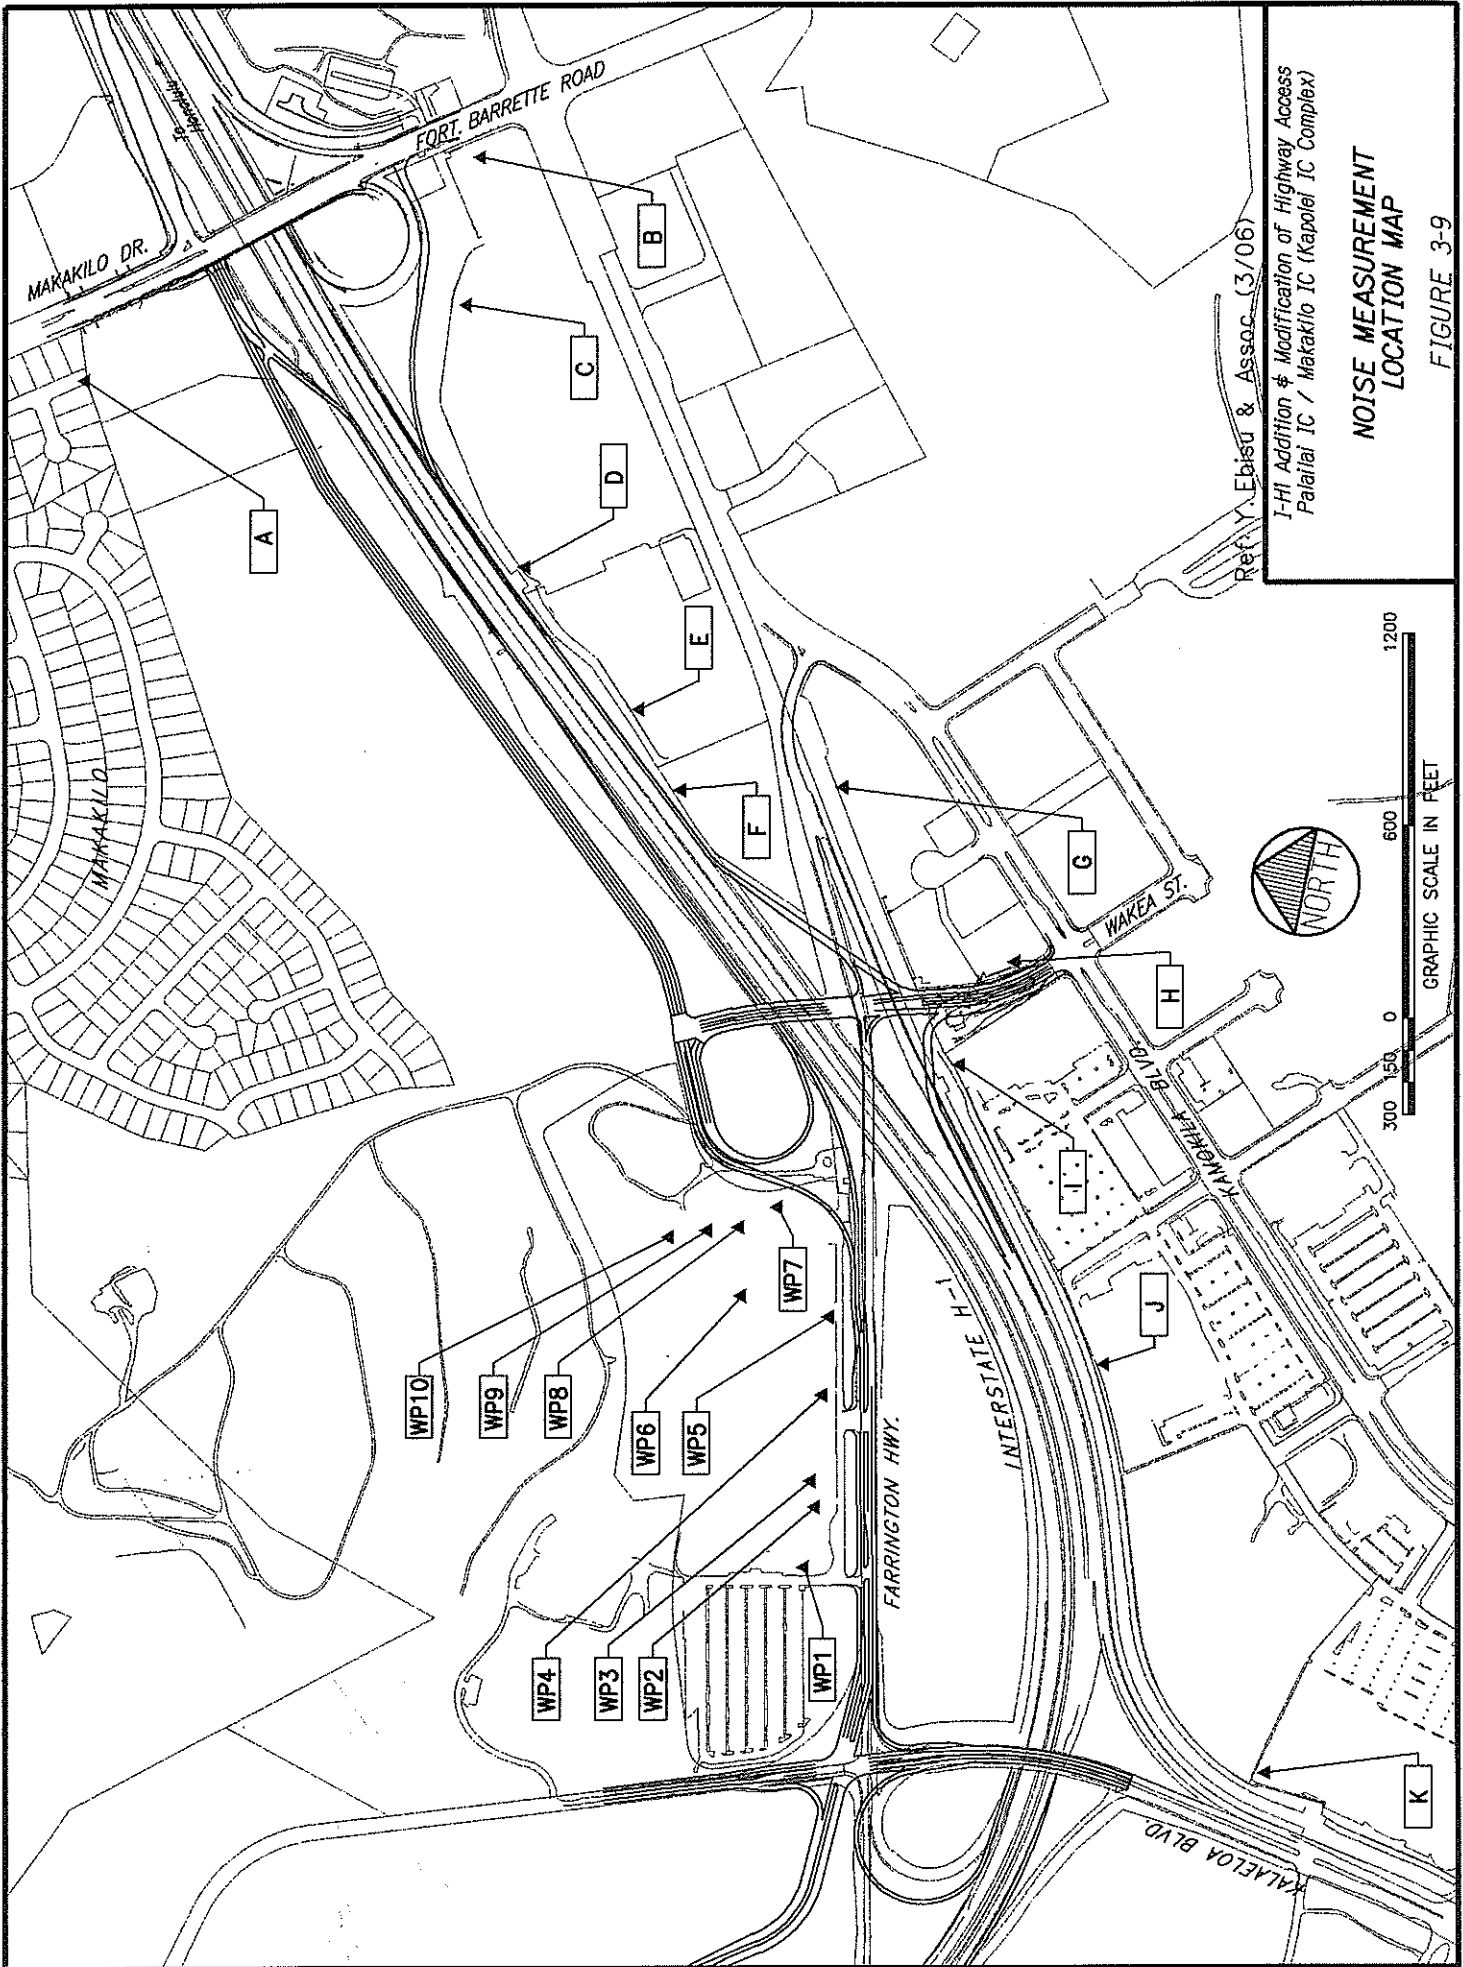 MAKAKILO DR.
To
Honolulu
FORT. BARRETTE ROAD
MAKAKILO
A
B
C
D
E
F
G
H
I
J
K
WP10
WP9
WP8
WP7
WP6
WP5
WP4
WP3
WP2
WP1
FARRINGTON HWY.
INTERSTATE H-1
WAKEA ST.
KAMOKILA BLVD.
KALAELOA BLVD.
NORTH
300 150 0 600 1200
GRAPHIC SCALE IN FEET
Ref: Y. Ebisu & Assoc. (3/06)
I-H1 Addition & Modification of Highway Access
Palailai IC / Makakilo IC (Kapolei IC Complex)
NOISE MEASUREMENT
LOCATION MAP
FIGURE 3-9